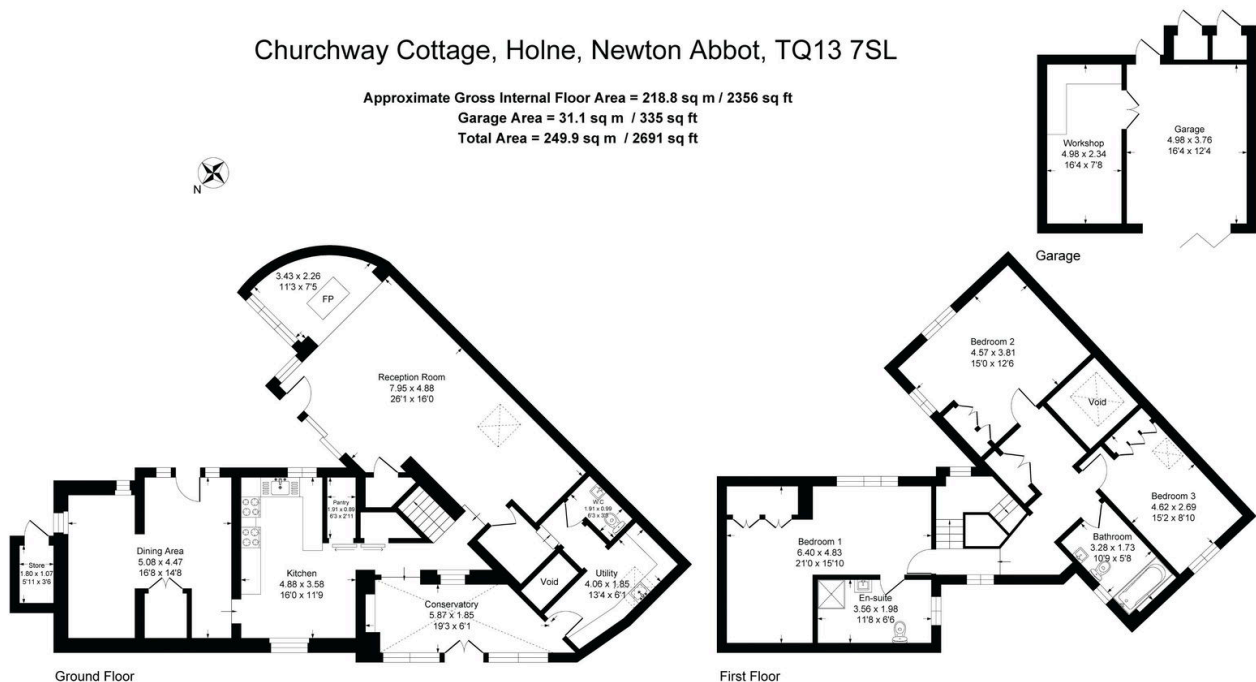 Churchway Cottage, Holne, Newton Abbot, TQ13 7SL
Approximate Gross Internal Floor Area = 218.8 sq m / 2356 sq ft
Garage Area = 31.1 sq m / 335 sq ft
Total Area = 249.9 sq m / 2691 sq ft
N
Workshop
4.98 x 2.34
16'4 x 7'8
Garage
4.98 x 3.76
16'4 x 12'4
Garage
3.43 x 2.26
11'3 x 7'5
FP
Reception Room
7.95 x 4.88
26'1 x 16'0
Pantry
1.91 x 0.89
6'3 x 2'11
W.C
1.91 x 0.99
6'3 x 3'3
Store
1.80 x 1.07
5'11 x 3'6
Dining Area
5.08 x 4.47
16'8 x 14'8
Kitchen
4.88 x 3.58
16'0 x 11'9
Conservatory
5.87 x 1.85
19'3 x 6'1
Void
Utility
4.06 x 1.85
13'4 x 6'1
Ground Floor
Bedroom 2
4.57 x 3.81
15'0 x 12'6
Void
Bedroom 3
4.62 x 2.69
15'2 x 8'10
Bedroom 1
6.40 x 4.83
21'0 x 15'10
Bathroom
3.28 x 1.73
10'9 x 5'8
En-suite
3.56 x 1.98
11'8 x 6'6
First Floor